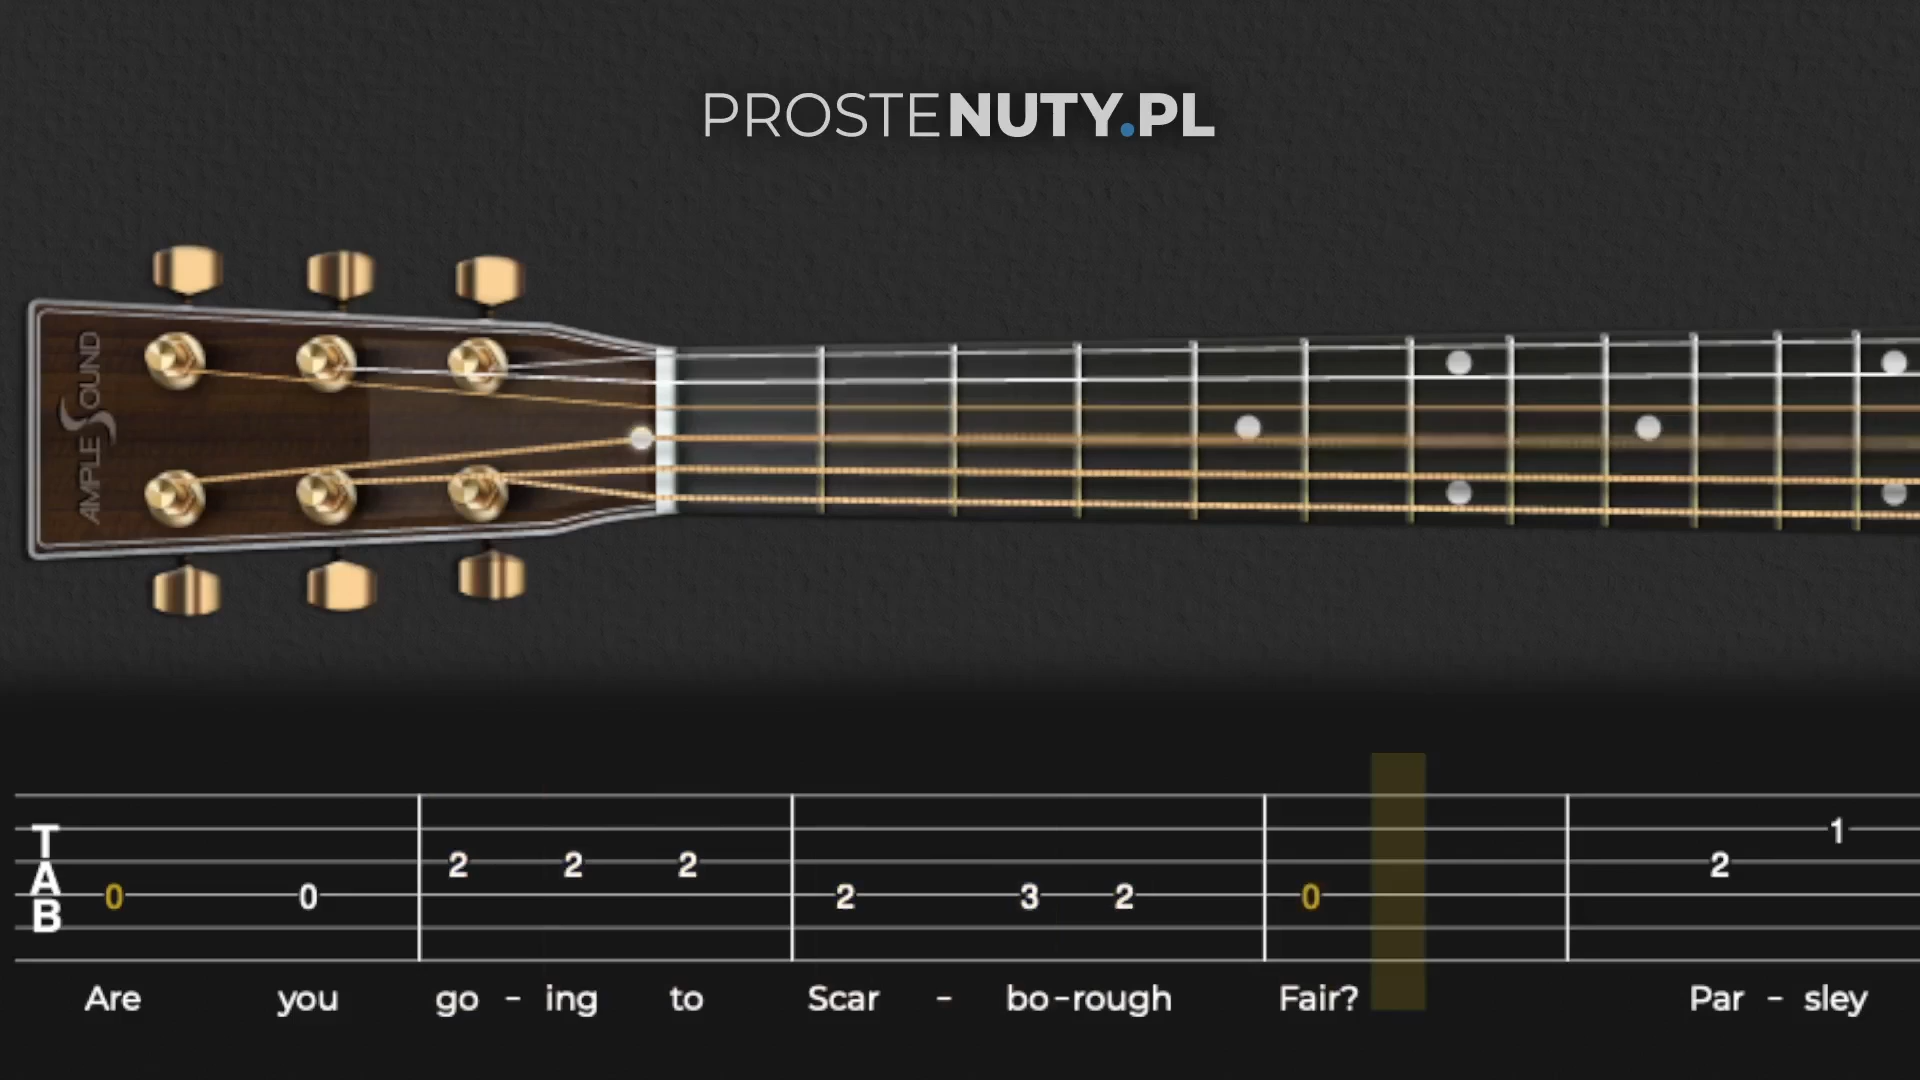 PROSTENUTY.PL
AMPLE SOUND
TAB
0 0 2 2 2 2 3 2 0 2 1
Are you go - ing to Scar - bo-rough Fair? Par - sley